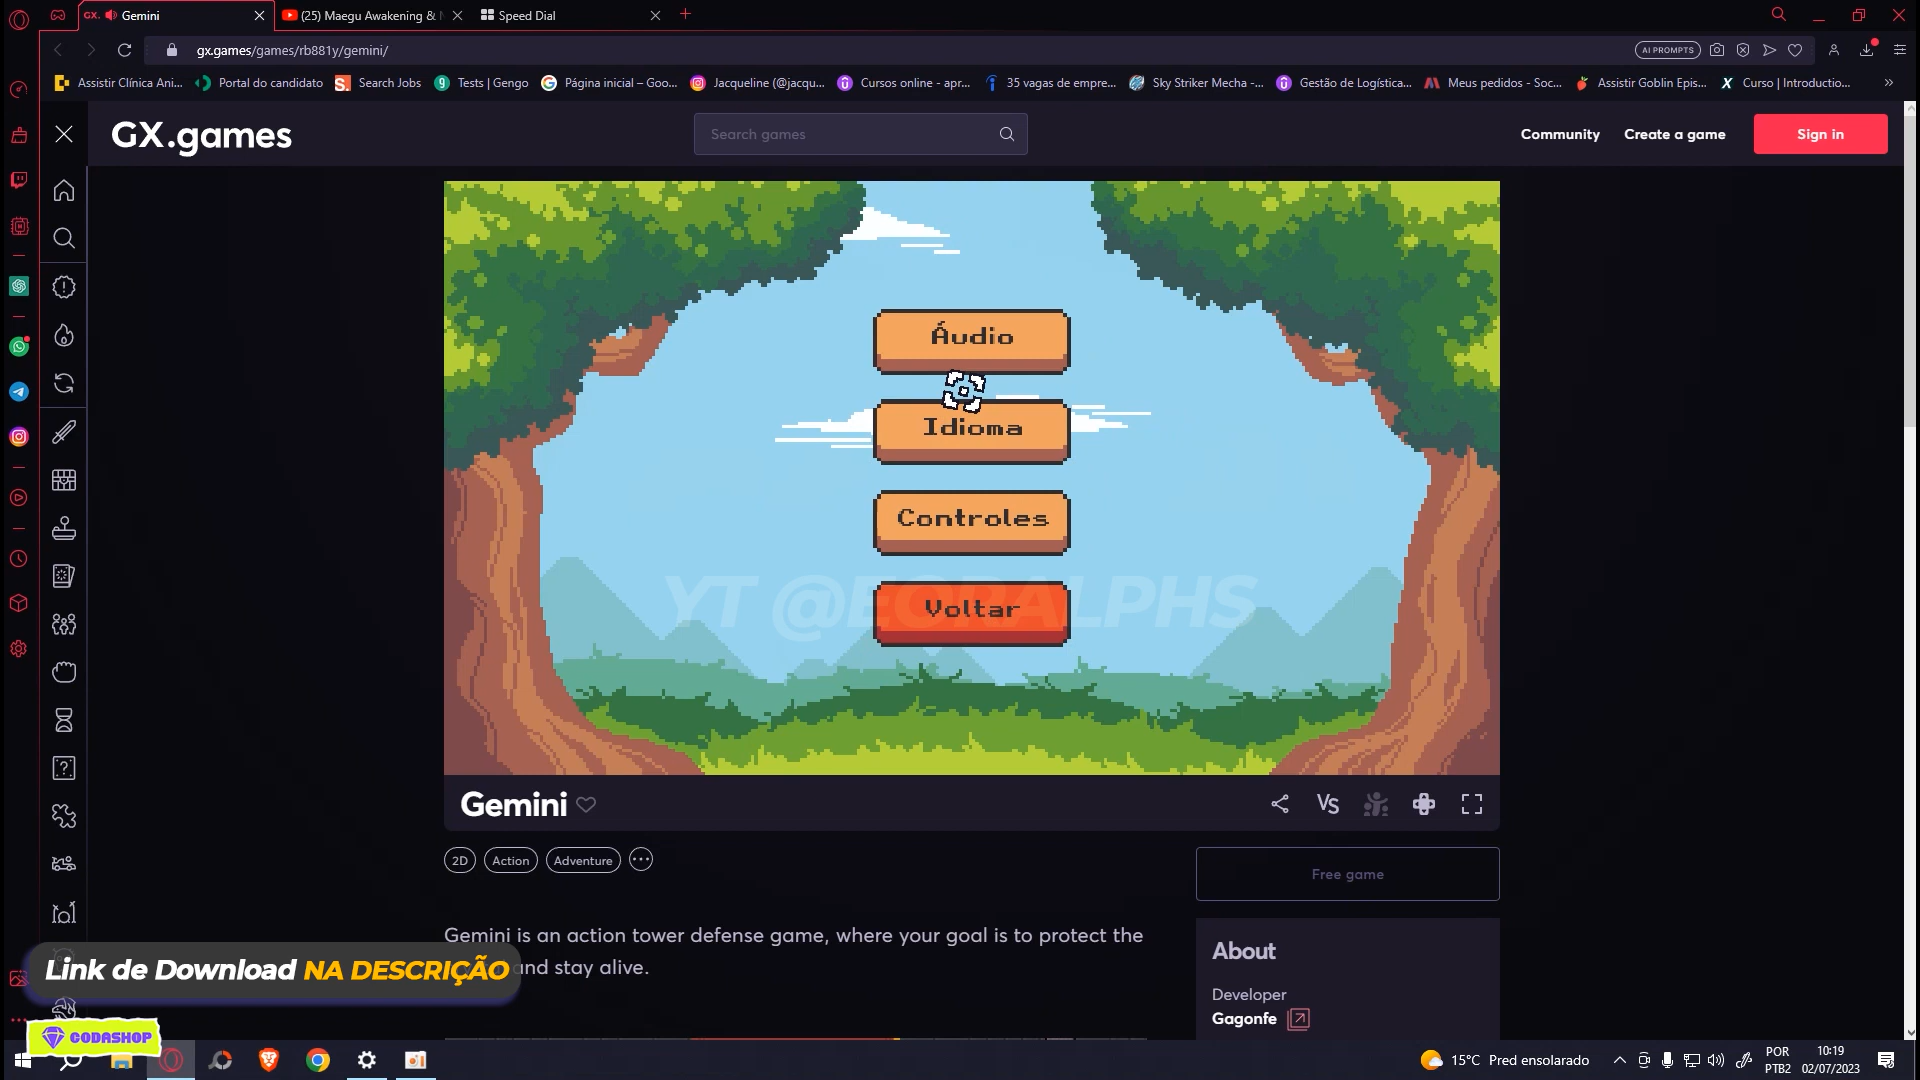 Gemini
(25) Maegu Awakening &
Speed Dial
gx.games/games/rb881y/gemini/
AI PROMPTS
Assistir Clínica Ani...
Portal do candidato
Search Jobs
Tests | Gengo
Página inicial – Goo...
Jacqueline (@jacqu...
Cursos online - apr...
35 vagas de empre...
Sky Striker Mecha -...
Gestão de Logística...
Meus pedidos - Soc...
Assistir Goblin Epis...
Curso | Introductio...
GX.games
Search games
Community
Create a game
Sign in
Áudio
Idioma
Controles
YT @EORALPHS
Voltar
Gemini
VS
2D
Action
Adventure
Free game
Gemini is an action tower defense game, where your goal is to protect the
and stay alive.
About
Developer
Gagonfe
Link de Download NA DESCRIÇÃO
CODASHOP
15°C Pred ensolarado
POR
PTB2
10:19
02/07/2023